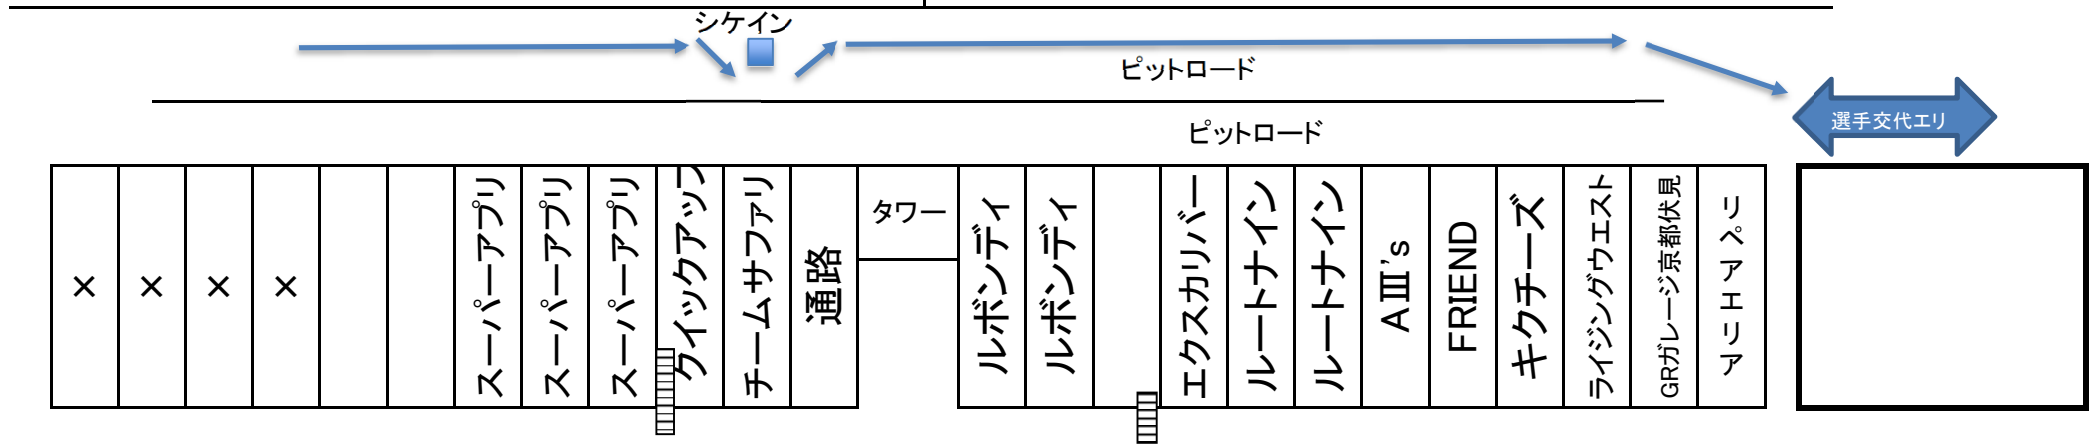 シケイン
ピットロード
ピットロード
選手交代エリ
×
×
×
×
スーパーアプリ
スーパーアプリ
スーパーアプリ
クイックアップ
チームサファリ
通路
タワー
ルボンディ
ルボンディ
エクスカリバー
ルートナイン
ルートナイン
AⅢ's
FRIEND
キクチーズ
ライジングウエスト
GRガレージ京都伏見
リペアエリア